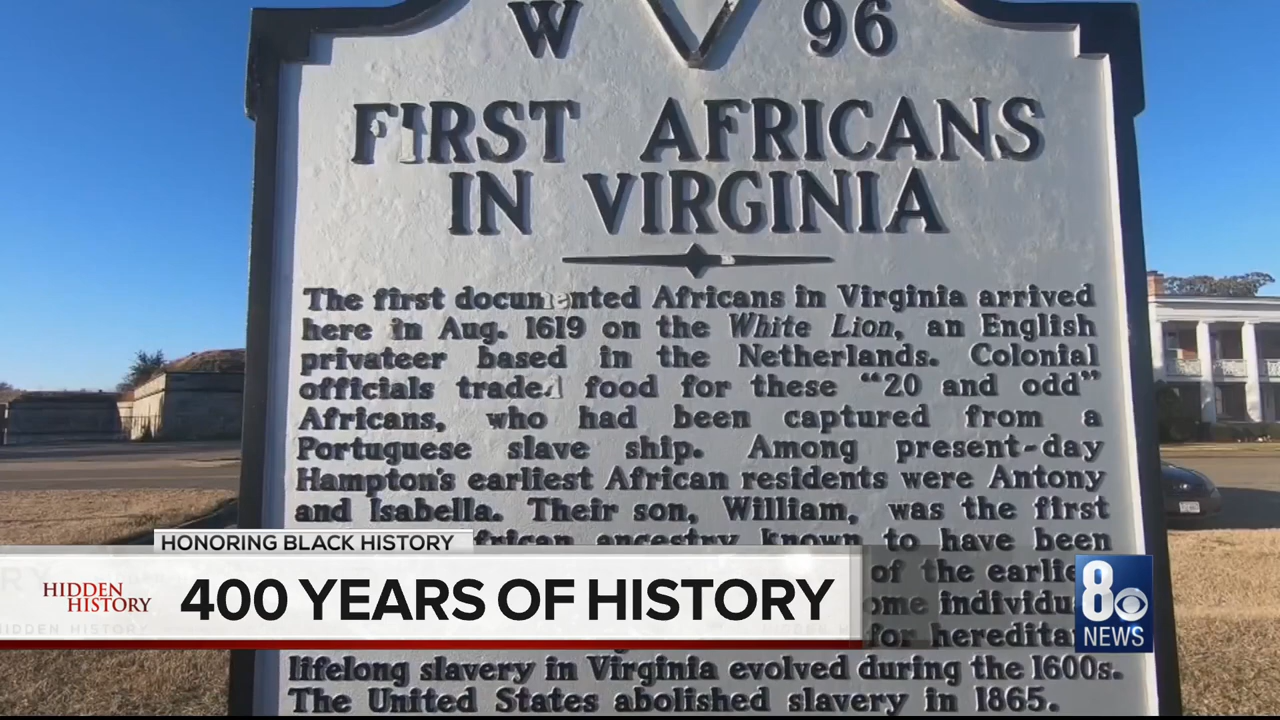 W 96
FIRST AFRICANS
IN VIRGINIA
The first documented Africans in Virginia arrived
here in Aug. 1619 on the White Lion, an English
privateer based in the Netherlands. Colonial
officials traded food for these “20 and odd”
Africans, who had been captured from a
Portuguese slave ship. Among present-day
Hampton's earliest African residents were Antony
and Isabella. Their son, William, was the first
African ancestry known to have been
of the
for
lifelong slavery in Virginia evolved during the 1600s.
The United States abolished slavery in 1865.
HONORING BLACK HISTORY
HIDDEN
HISTORY
400 YEARS OF HISTORY
8
NEWS
HIDDEN HISTORY